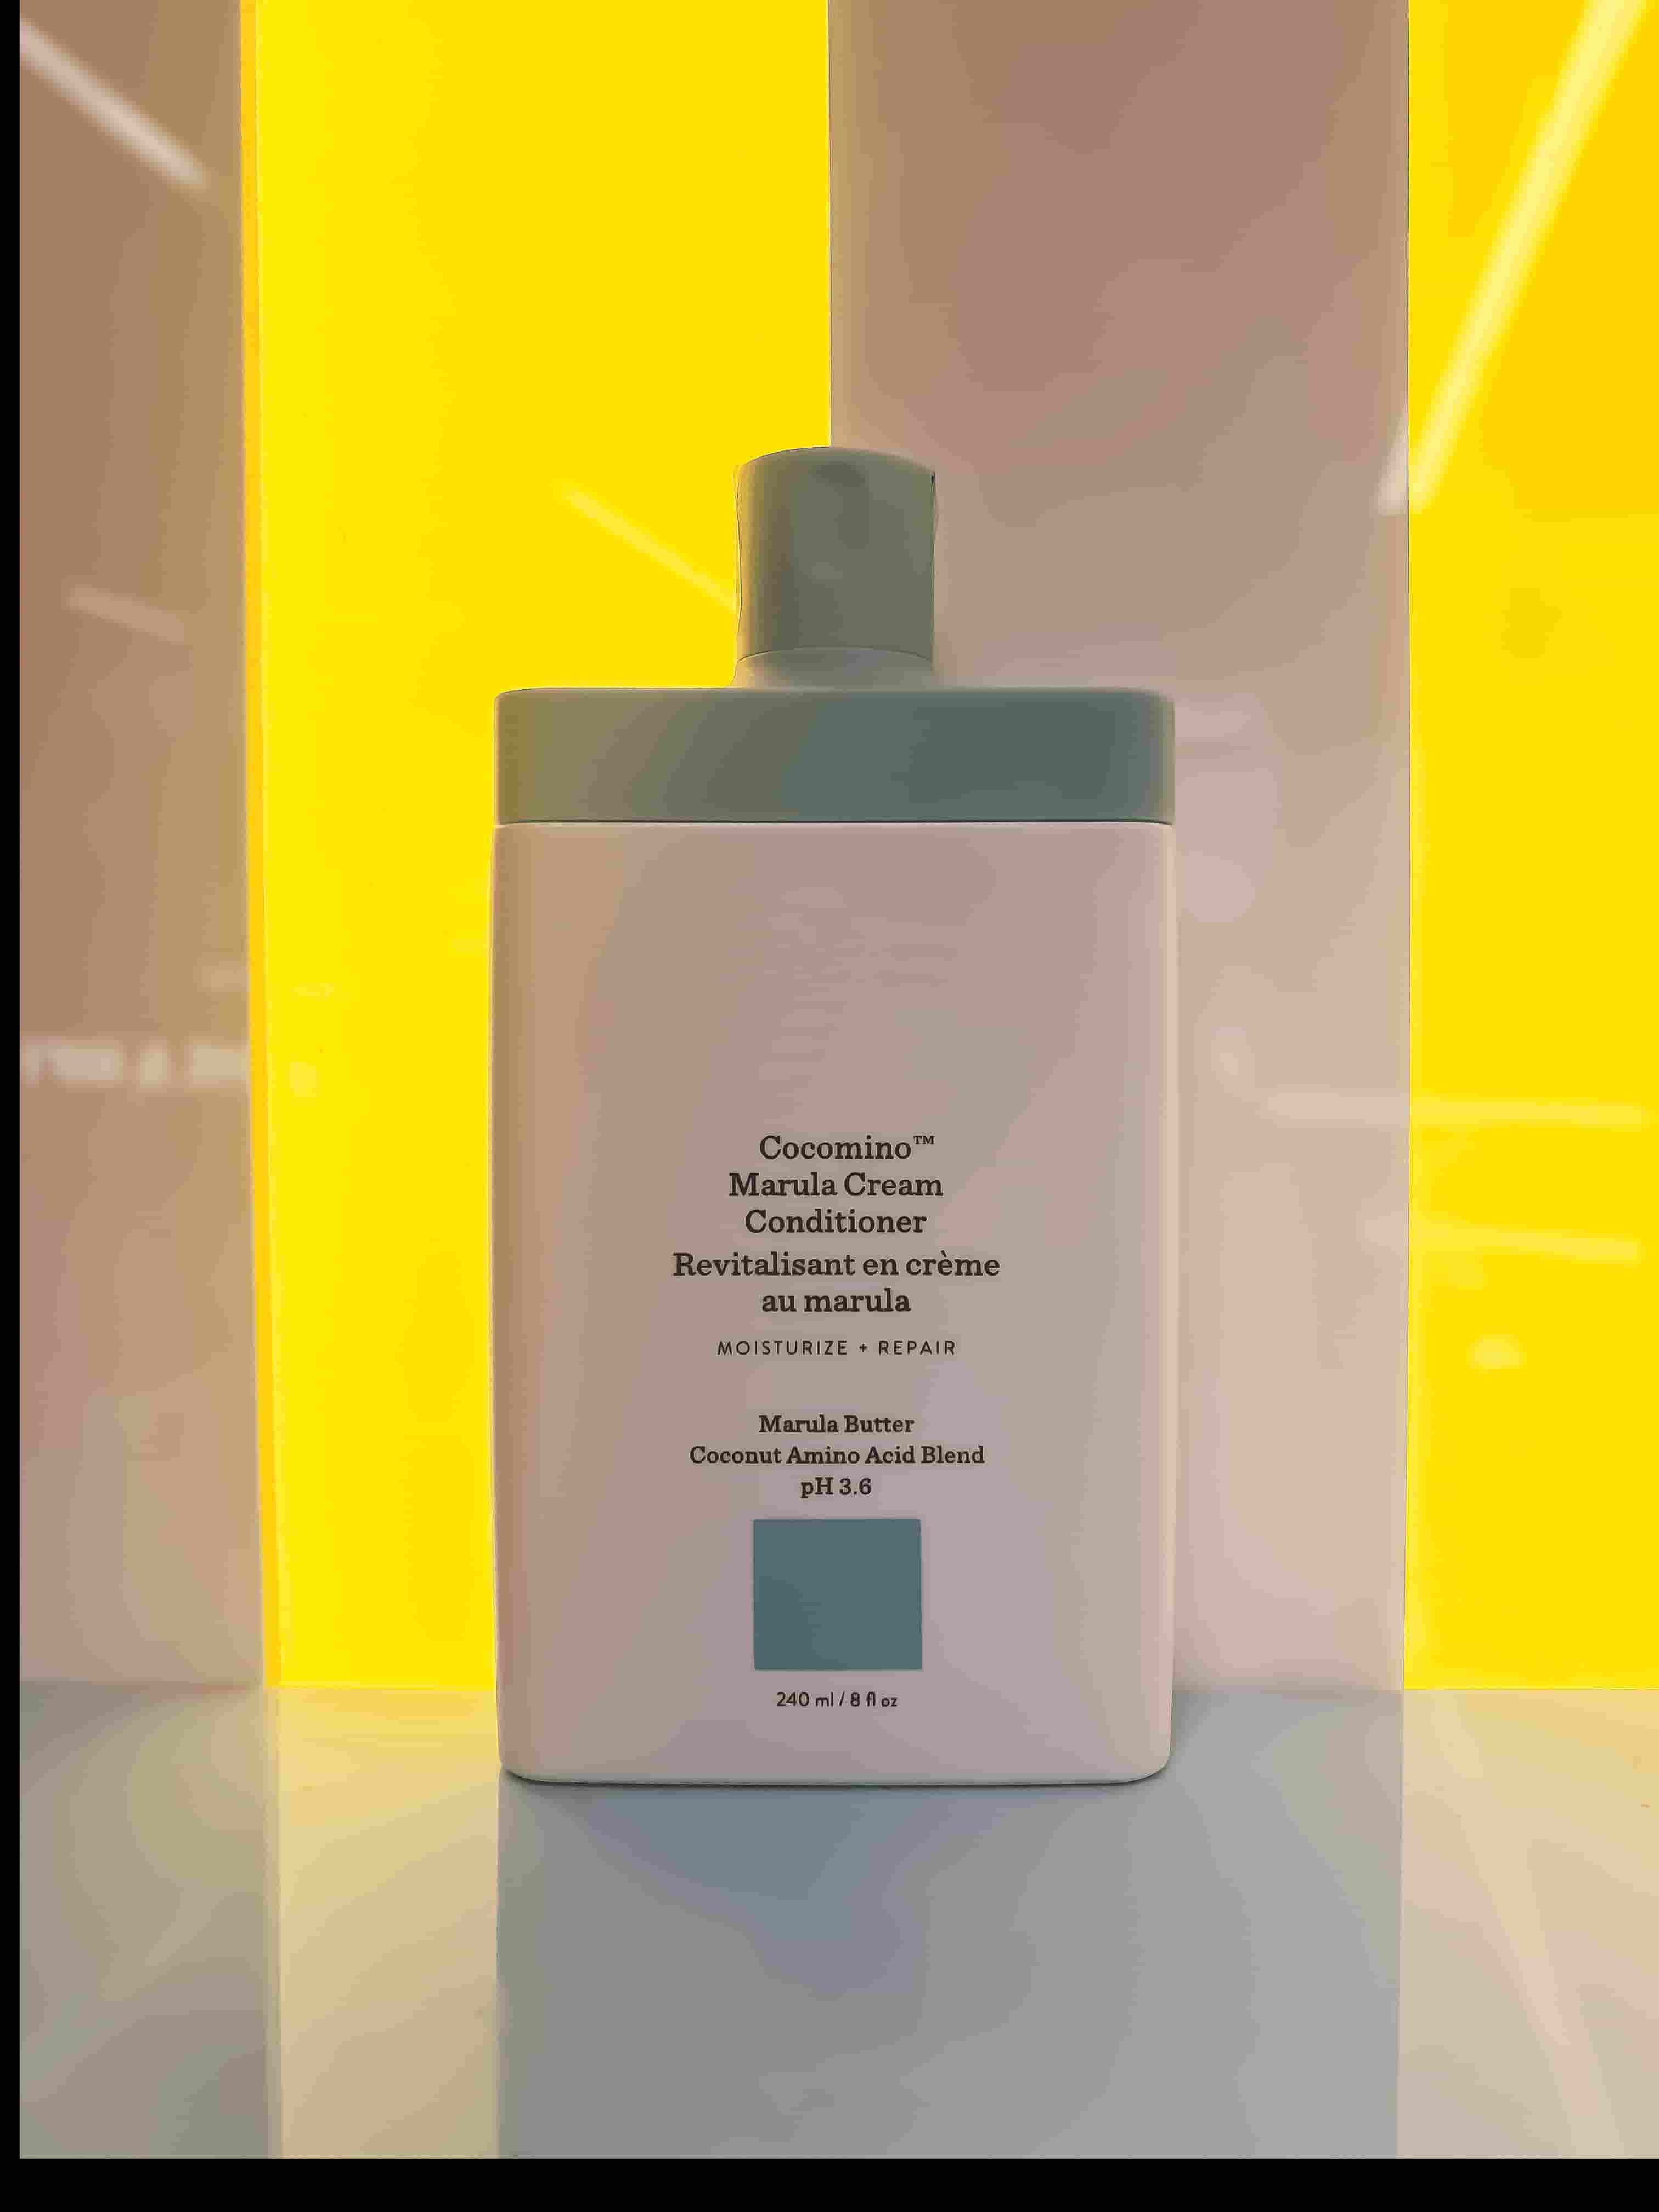 Cocomino™
Marula Cream
Conditioner
Revitalisant en crème
au marula
MOISTURIZE + REPAIR
Marula Butter
Coconut Amino Acid Blend
pH 3.6
240 ml / 8 fl oz